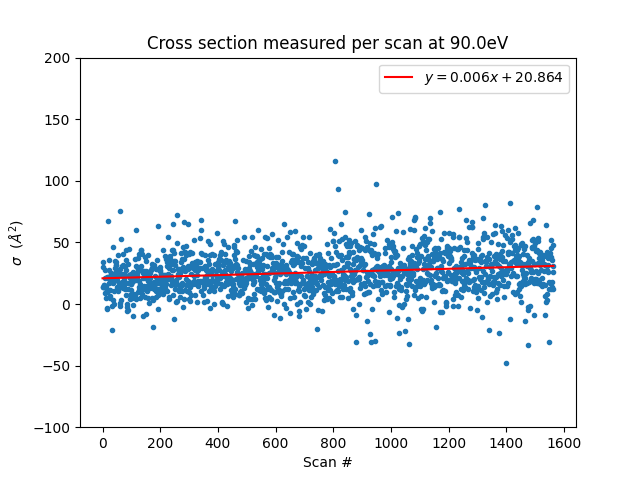 Cross section measured per scan at 90.0eV
y = 0.006x + 20.864
200
150
100
50
0
−50
−100
σ (Å²)
0 200 400 600 800 1000 1200 1400 1600
Scan #